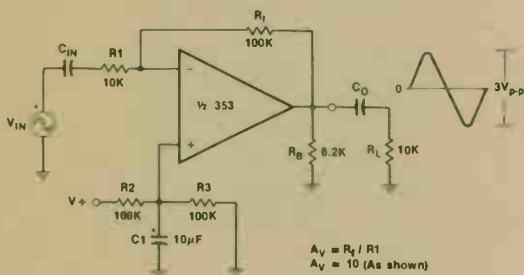 Rf
100K
CIN
R1
10K
VIN
½ 353
CO
0
3Vp-p
RB
6.2K
RL
10K
V+
R2
100K
R3
100K
C1
10µF
AV = Rf / R1
AV = 10 (As shown)